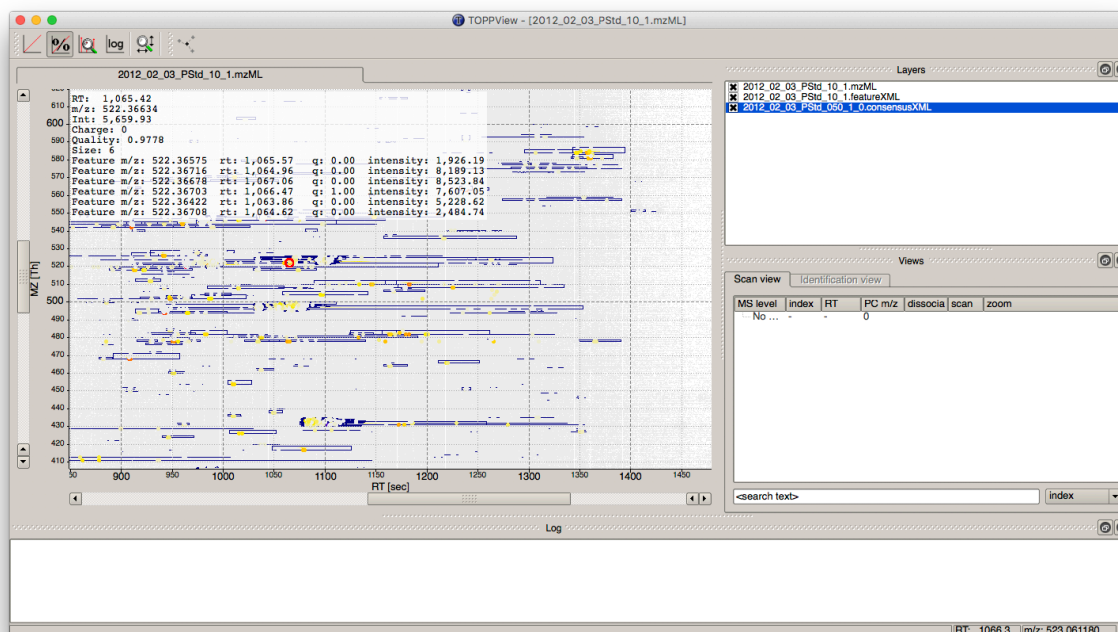 TOPPView - [2012_02_03_PStd_10_1.mzML]
log
2012_02_03_PStd_10_1.mzML
RT: 1,065.42
m/z: 522.36634
Int: 5,659.93
Charge: 0
Quality: 0.9778
Size: 6
Feature m/z: 522.36575 rt: 1,065.57 q: 0.00 intensity: 1,926.19
Feature m/z: 522.36716 rt: 1,064.96 q: 0.00 intensity: 8,189.13
Feature m/z: 522.36678 rt: 1,067.06 q: 0.00 intensity: 8,523.84
Feature m/z: 522.36703 rt: 1,066.47 q: 1.00 intensity: 7,607.05
Feature m/z: 522.36422 rt: 1,063.86 q: 0.00 intensity: 5,228.62
Feature m/z: 522.36708 rt: 1,064.62 q: 0.00 intensity: 2,484.74
600
590
580
570
560
550
540
530
520
510
500
490
480
470
460
450
440
430
420
410
MZ [Th]
50 900 950 1000 1050 1100 1150 1200 1250 1300 1350 1400 1450
RT [sec]
Layers
2012_02_03_PStd_10_1.mzML
2012_02_03_PStd_10_1.featureXML
2012_02_03_PStd_050_1_0.consensusXML
Views
Scan view Identification view
MS level index RT PC m/z dissocia scan zoom
No ... - - 0
<search text> index
Log
RT: 1066.3 m/z: 523.061180